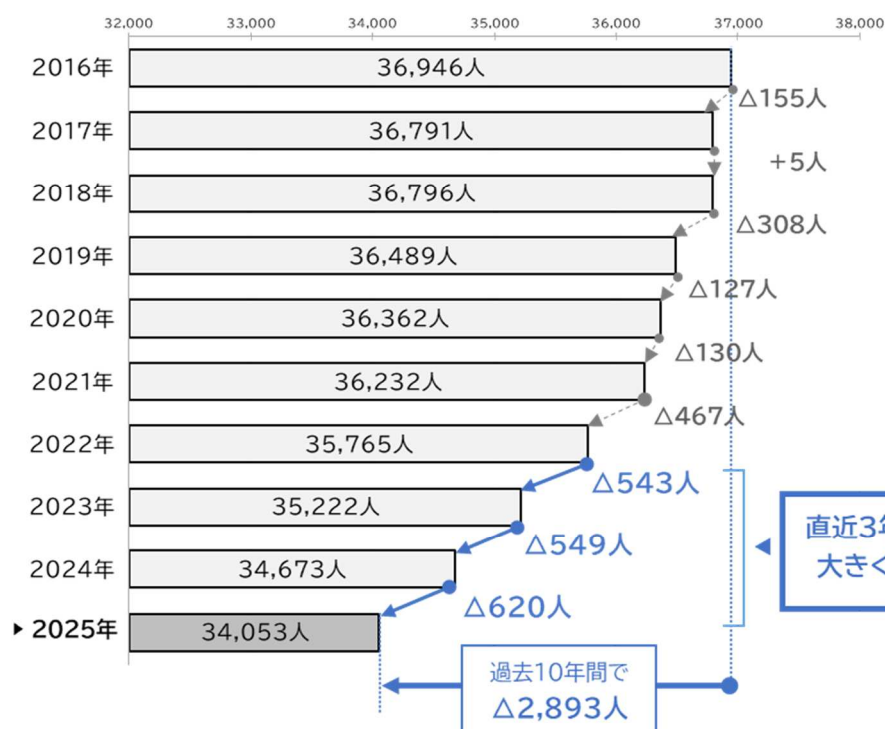 32,000 33,000 34,000 35,000 36,000 37,000 38,000
2016年 36,946人
△155人
2017年 36,791人
+5人
2018年 36,796人
△308人
2019年 36,489人
△127人
2020年 36,362人
△130人
2021年 36,232人
△467人
2022年 35,765人
△543人
2023年 35,222人
直近3年
△549人
大きく
2024年 34,673人
△620人
▶ 2025年 34,053人
過去10年間で
△2,893人